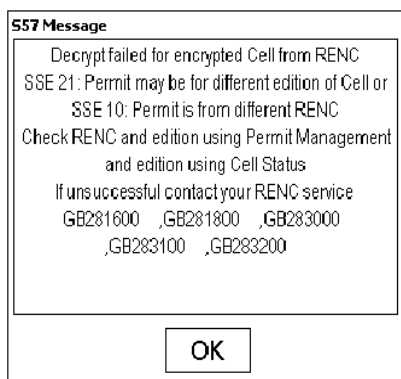 S57 Message
Decrypt failed for encrypted Cell from RENC
SSE 21: Permit may be for different edition of Cell or
SSE 10: Permit is from different RENC
Check RENC and edition using Permit Management
and edition using Cell Status
If unsuccessful contact your RENC service
GB281600 ,GB281800 ,GB283000
,GB283100 ,GB283200
OK